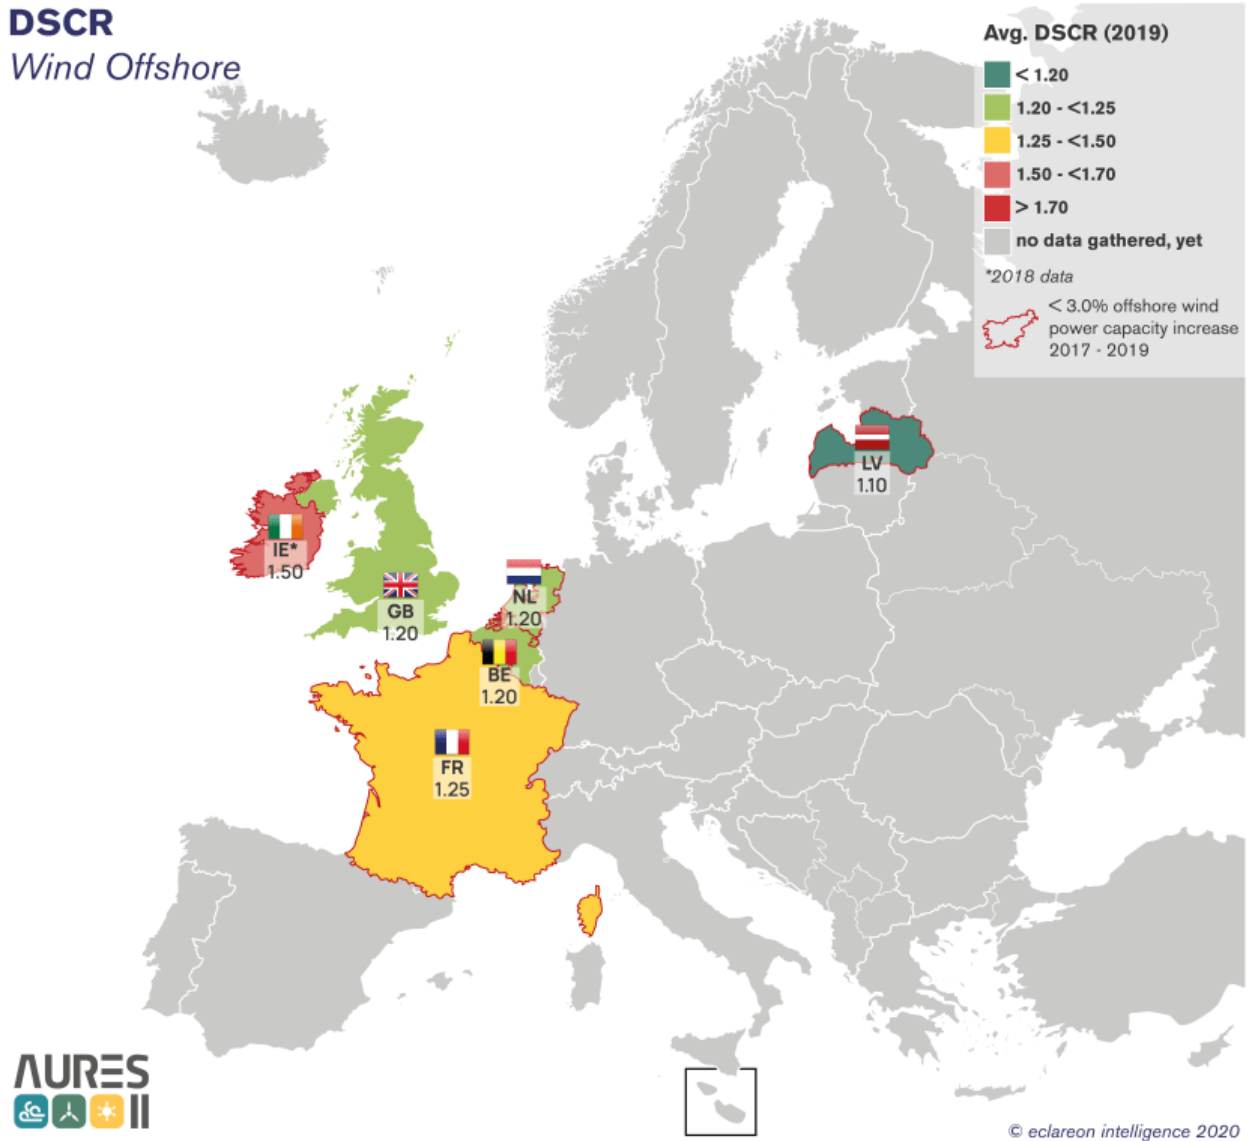 DSCR
Wind Offshore
Avg. DSCR (2019)
< 1.20
1.20 - <1.25
1.25 - <1.50
1.50 - <1.70
> 1.70
no data gathered, yet
*2018 data
< 3.0% offshore wind
power capacity increase
2017 - 2019
LV
1.10
IE*
1.50
GB
1.20
NL
1.20
BE
1.20
FR
1.25
AURES
II
© eclareon intelligence 2020